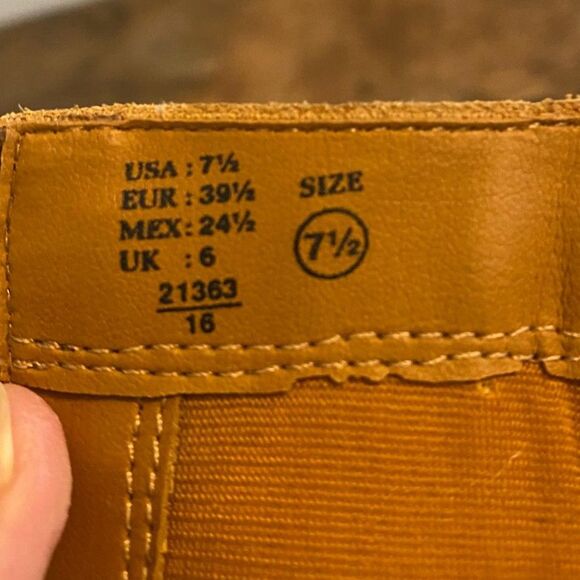 USA : 7½
EUR : 39½
MEX : 24½
UK : 6
21363
16
SIZE
7½